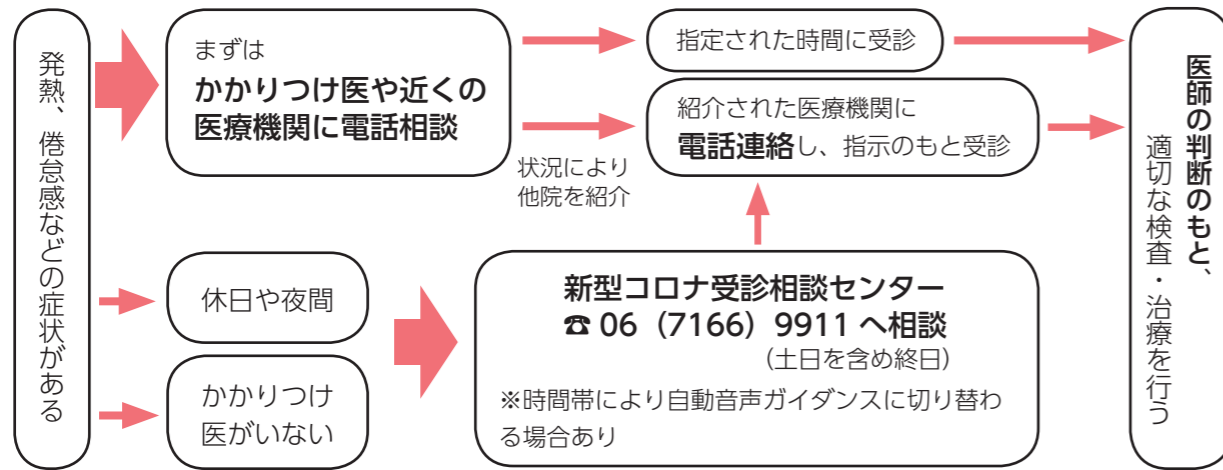 発熱、倦怠感などの症状がある
まずは
かかりつけ医や近くの
医療機関に電話相談
指定された時間に受診
状況により
他院を紹介
紹介された医療機関に
電話連絡し、指示のもと受診
休日や夜間
かかりつけ
医がいない
新型コロナ受診相談センター
☎ 06（7166）9911 へ相談
（土日を含め終日）
※時間帯により自動音声ガイダンスに切り替わ
る場合あり
医師の判断のもと、
適切な検査・治療を行う